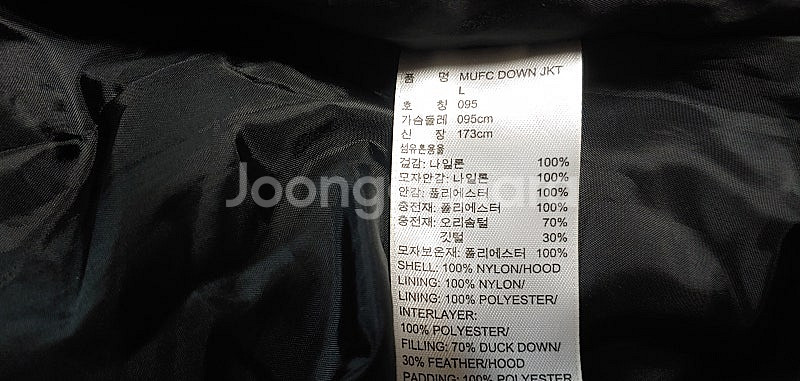 품 명 MUFC DOWN JKT
L
호 칭 095
가슴둘레 095cm
신 장 173cm
섬유혼용율
겉감: 나일론 100%
모자안감: 나일론 100%
안감: 폴리에스터 100%
충전재: 폴리에스터 100%
충전재: 오리솜털 70%
깃털 30%
모자보온재: 폴리에스터 100%
SHELL: 100% NYLON/HOOD
LINING: 100% NYLON/
LINING: 100% POLYESTER/
INTERLAYER:
100% POLYESTER/
FILLING: 70% DUCK DOWN/
30% FEATHER/HOOD
PADDING: 100% POLYESTER